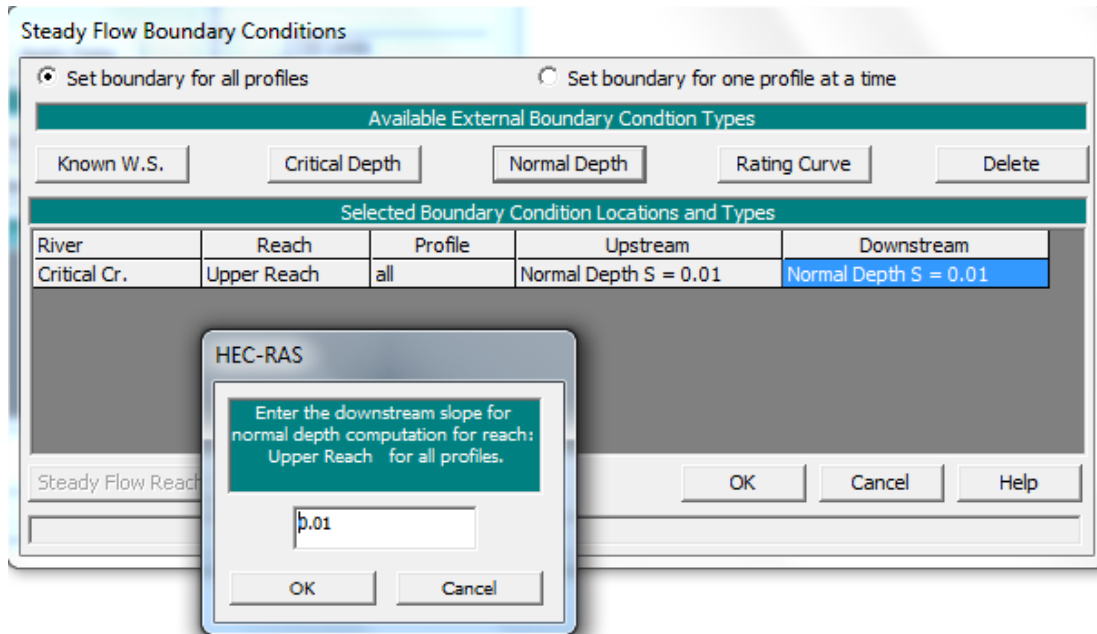 Steady Flow Boundary Conditions
Set boundary for all profiles Set boundary for one profile at a time
Available External Boundary Condtion Types
Known W.S. Critical Depth Normal Depth Rating Curve Delete
Selected Boundary Condition Locations and Types
River Reach Profile Upstream Downstream
Critical Cr. Upper Reach all Normal Depth S = 0.01 Normal Depth S = 0.01
HEC-RAS
Enter the downstream slope for
normal depth computation for reach:
Upper Reach for all profiles.
Steady Flow Reach OK Cancel Help
0.01
OK Cancel